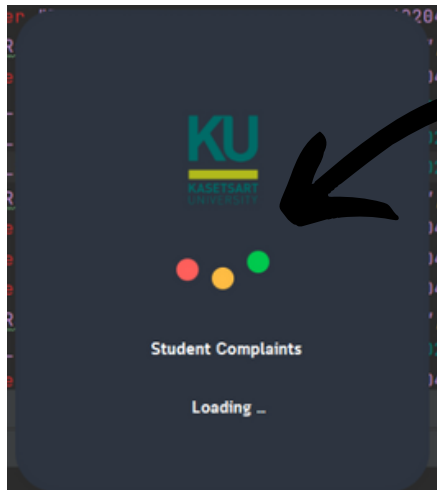 KU
KASETSART
UNIVERSITY
Student Complaints
Loading ...